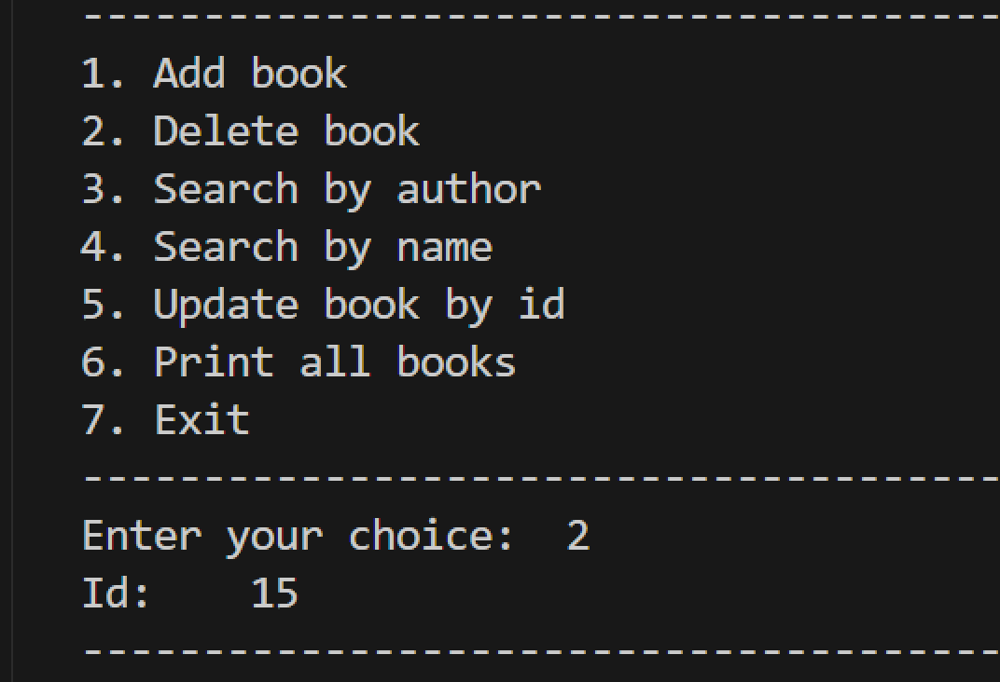 -----------------------------------------
1. Add book
2. Delete book
3. Search by author
4. Search by name
5. Update book by id
6. Print all books
7. Exit
-----------------------------------------
Enter your choice:  2
Id:    15
-----------------------------------------